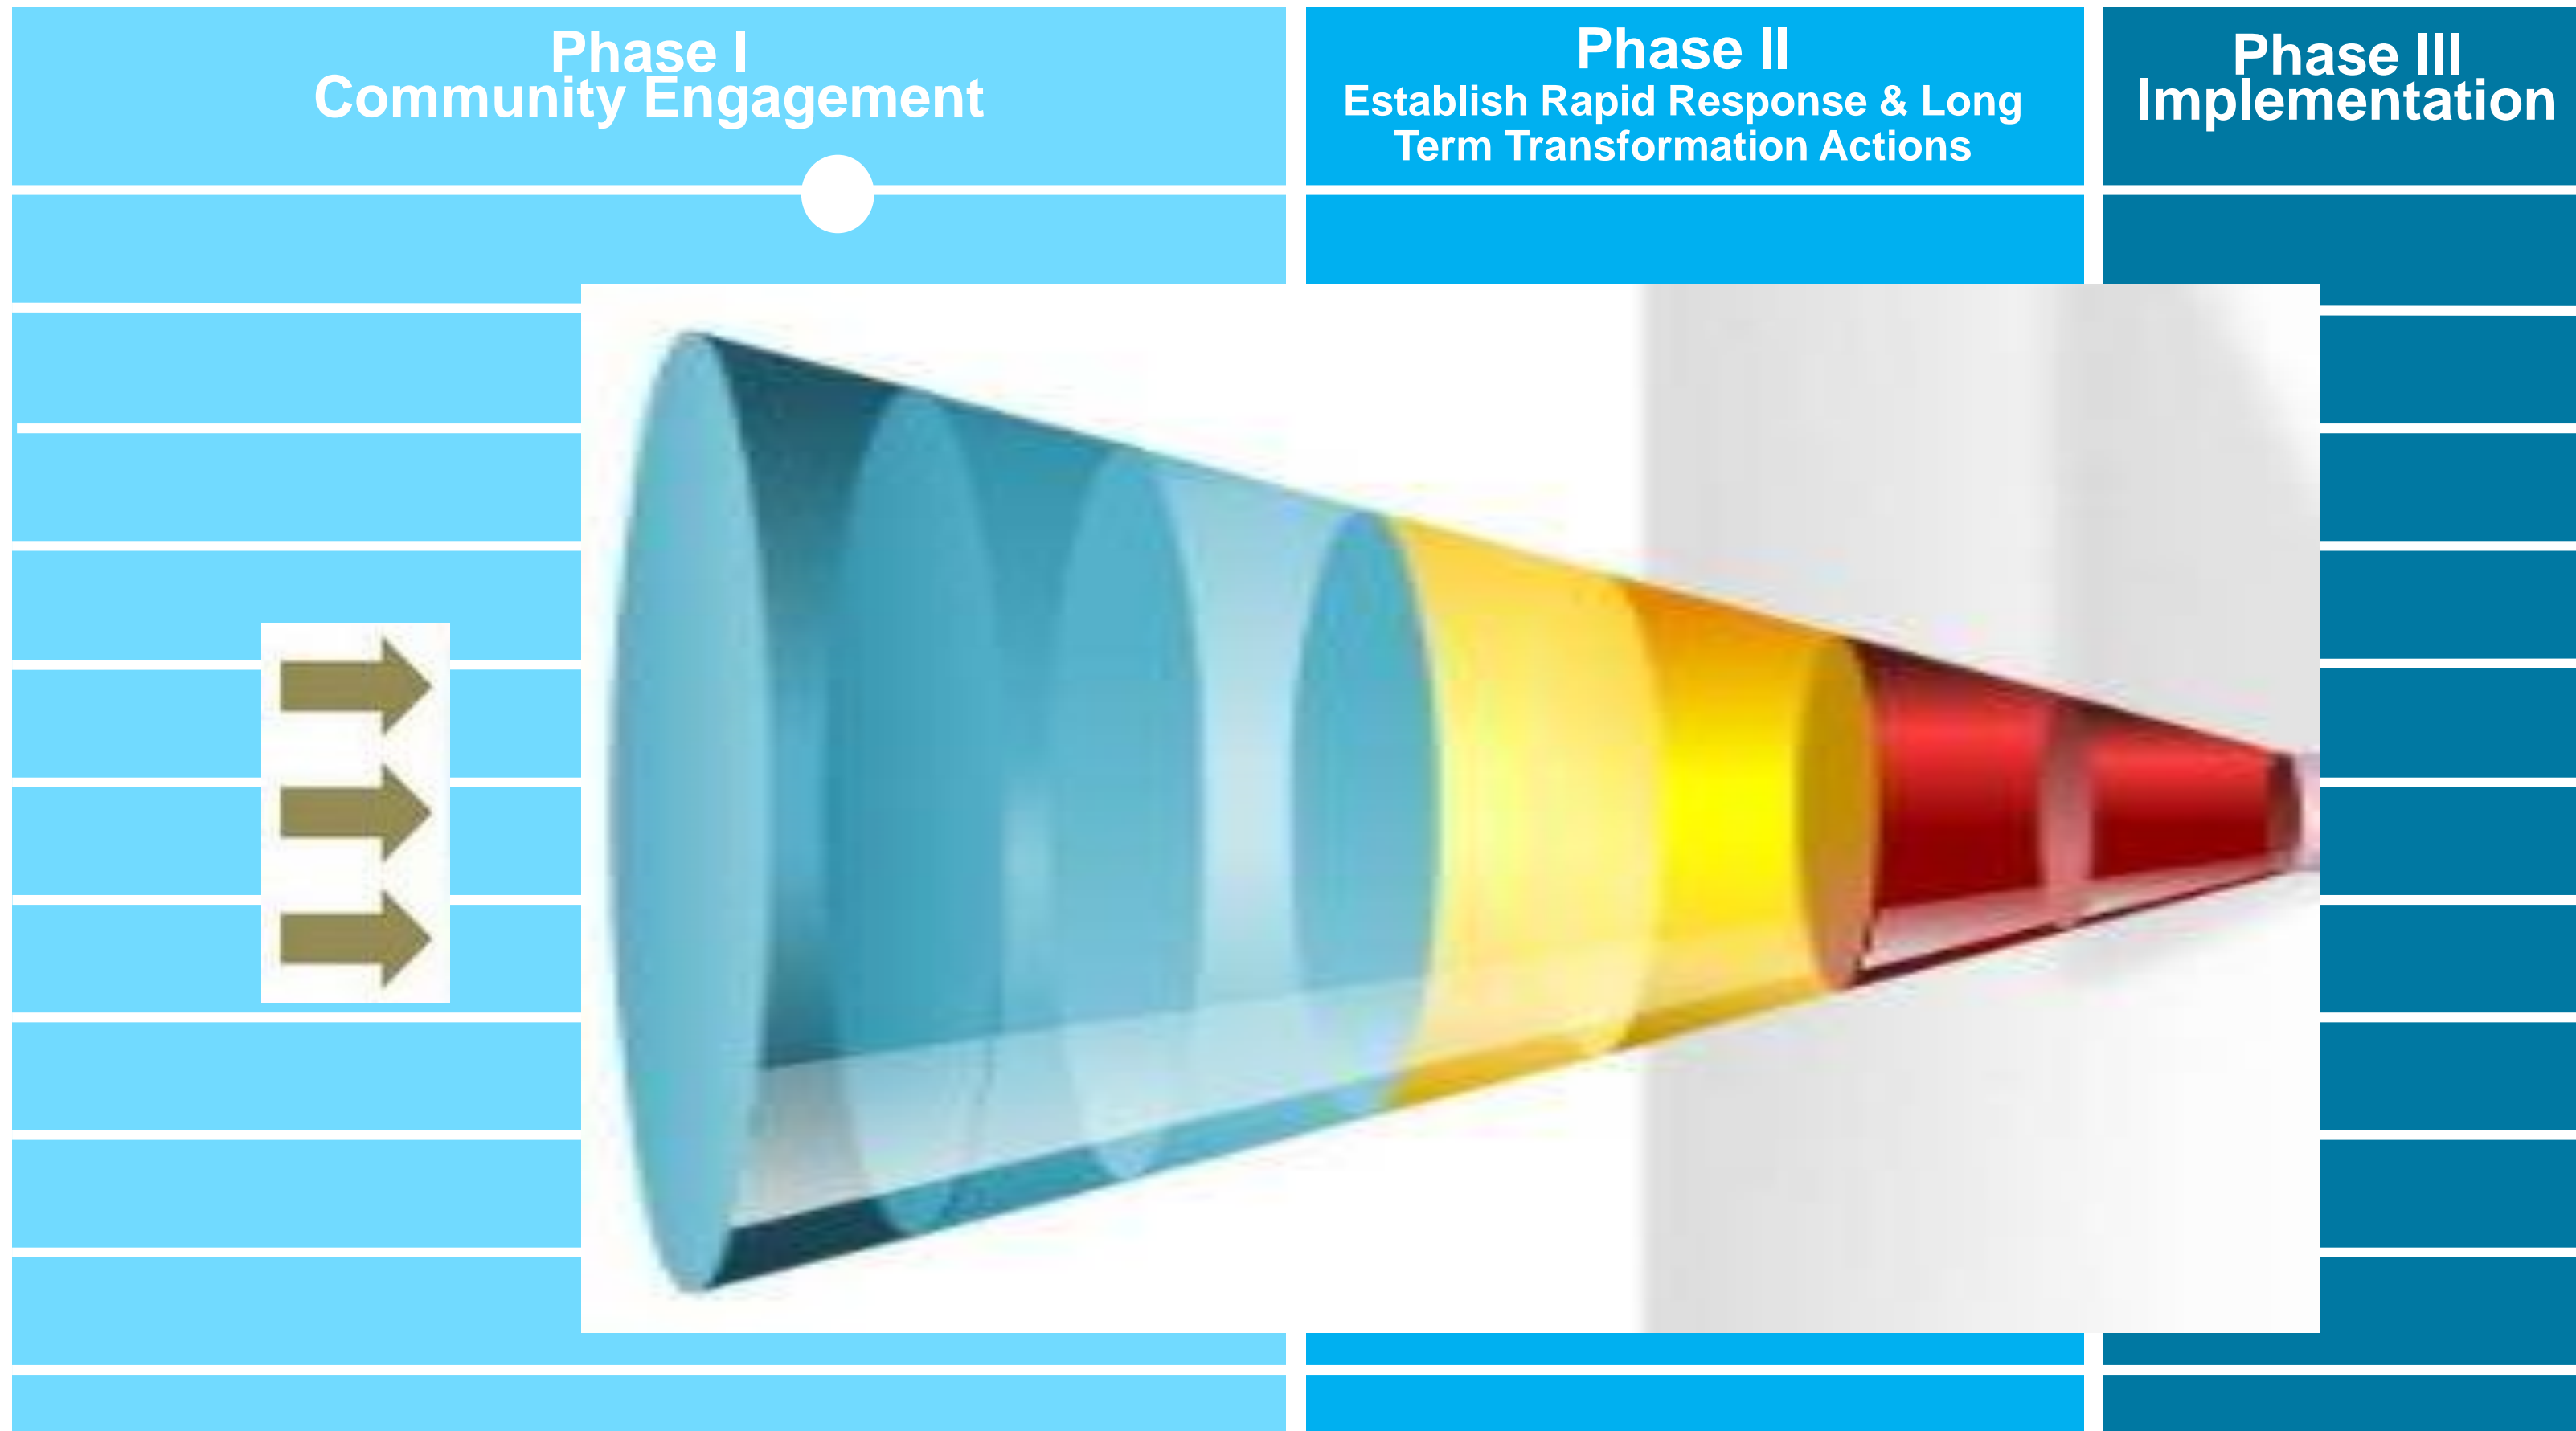 Phase I
Community Engagement
Phase II
Establish Rapid Response & Long
Term Transformation Actions
Phase III
Implementation